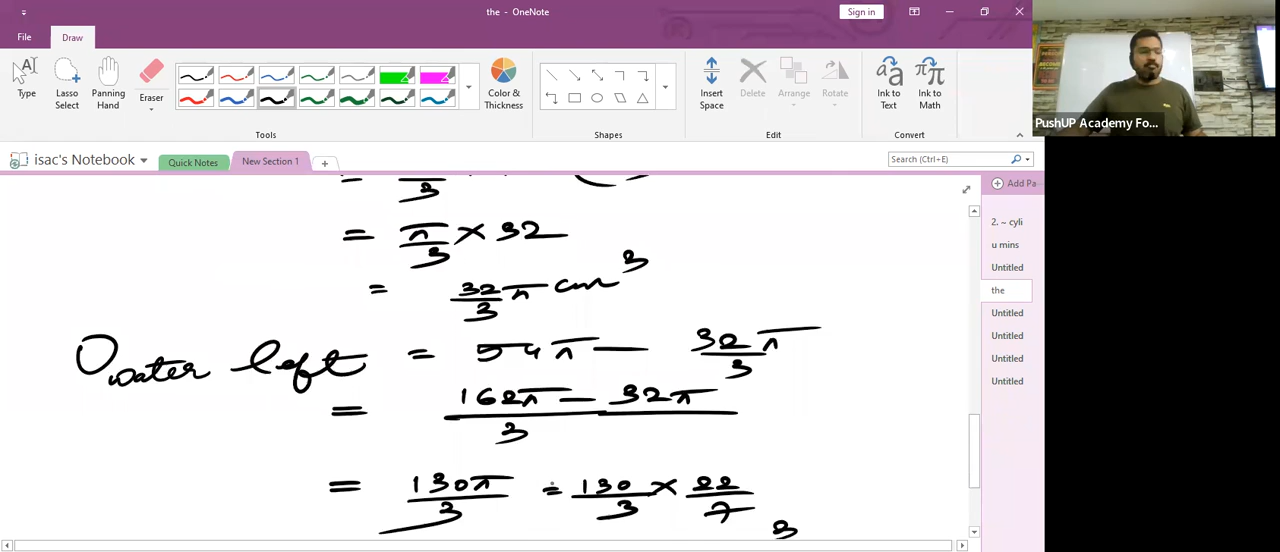 the - OneNote
Sign in
File
Draw
Type
Lasso Select
Panning Hand
Eraser
Color & Thickness
Insert Space
Delete
Arrange
Rotate
Ink to Text
Ink to Math
Tools
Shapes
Edit
Convert
PushUP Academy Fo...
isac's Notebook
Quick Notes
New Section 1
Search (Ctrl+E)
Add Pa
2. ~ cyli
u mins
Untitled
the
Untitled
Untitled
Untitled
Untitled
= π/3 × 32
= 32/3 π cm³
water left = 54π − 32π/3
= 162π − 32π / 3
= 130π/3 = 130/3 × 22/7
3